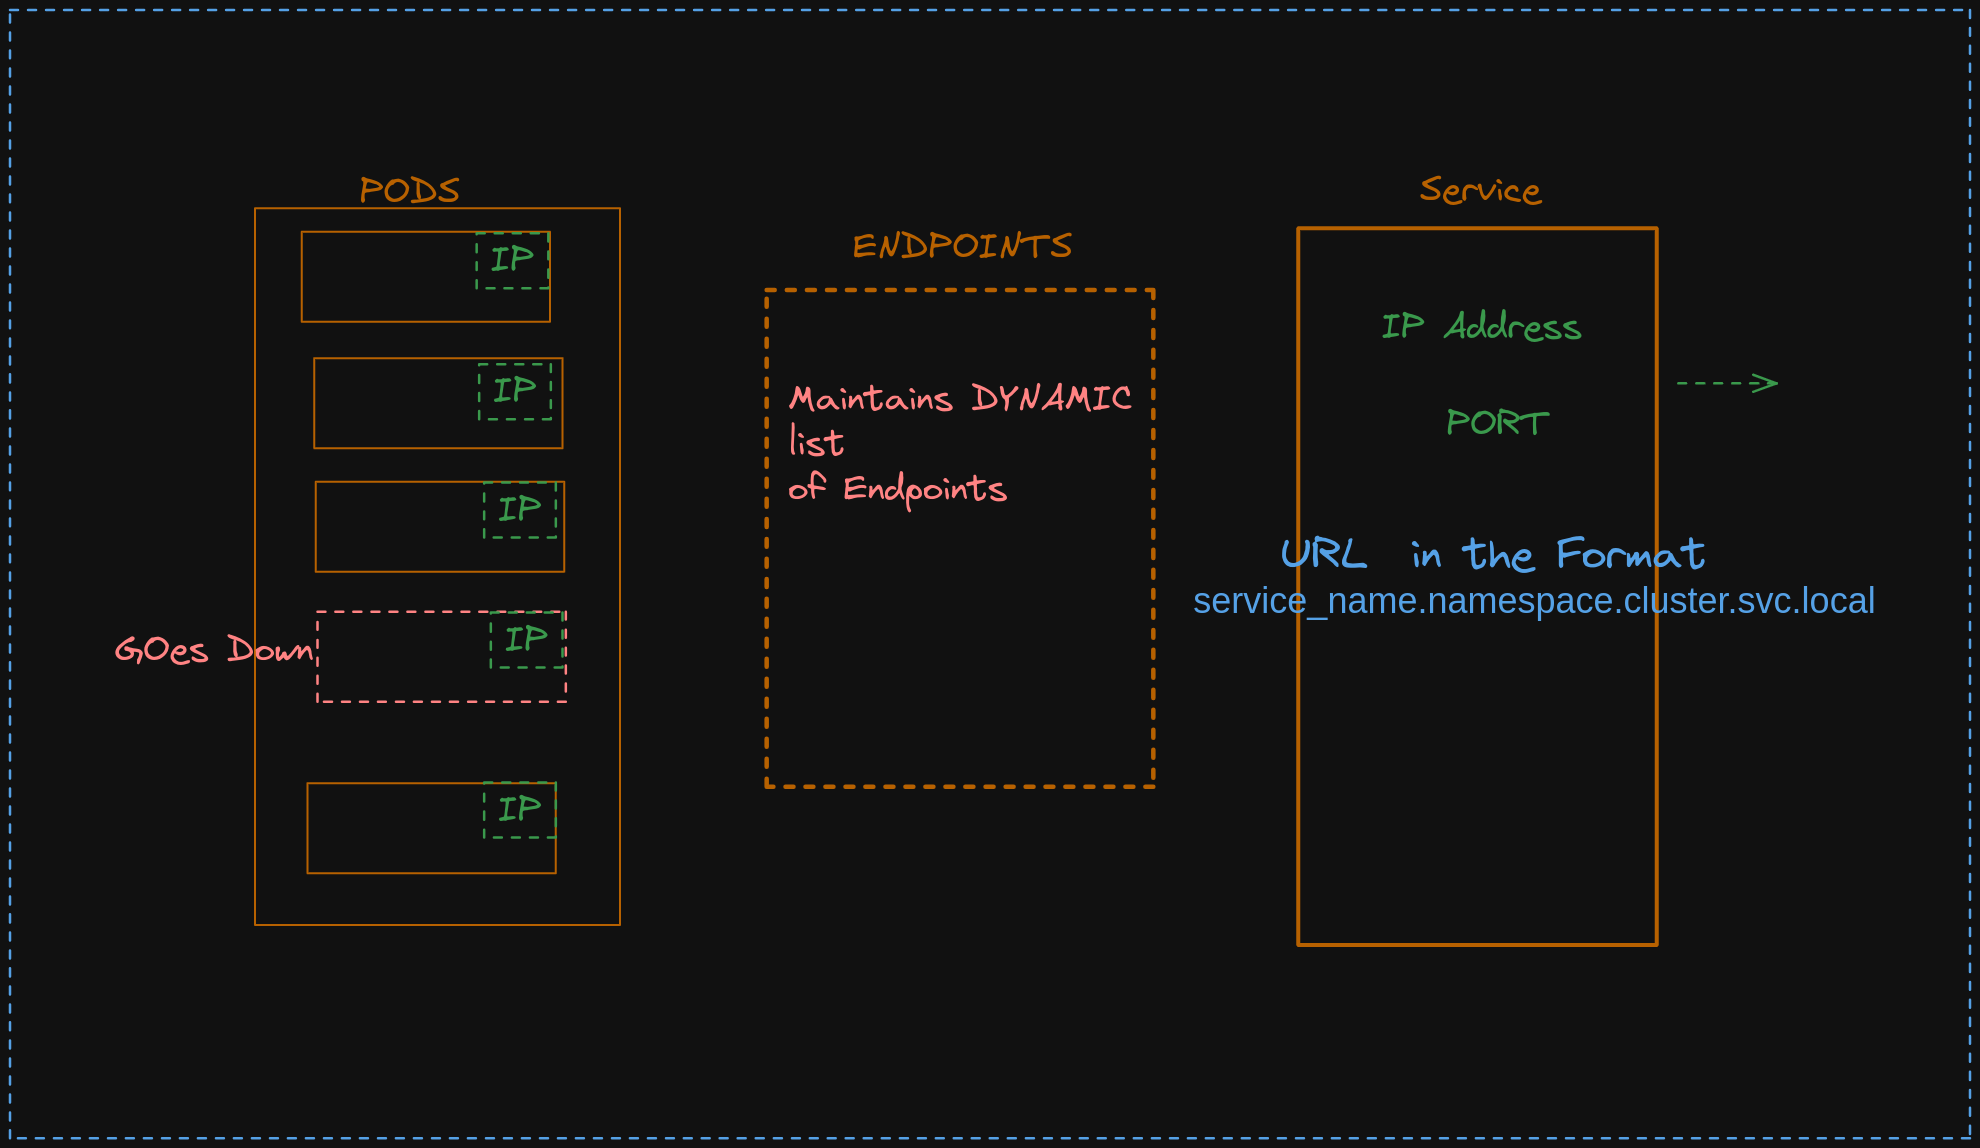 PODS
IP
IP
IP
GOes Down
IP
IP
ENDPOINTS
Maintains DYNAMIC
list
of Endpoints
Service
IP Address
PORT
URL in the Format
service_name.namespace.cluster.svc.local